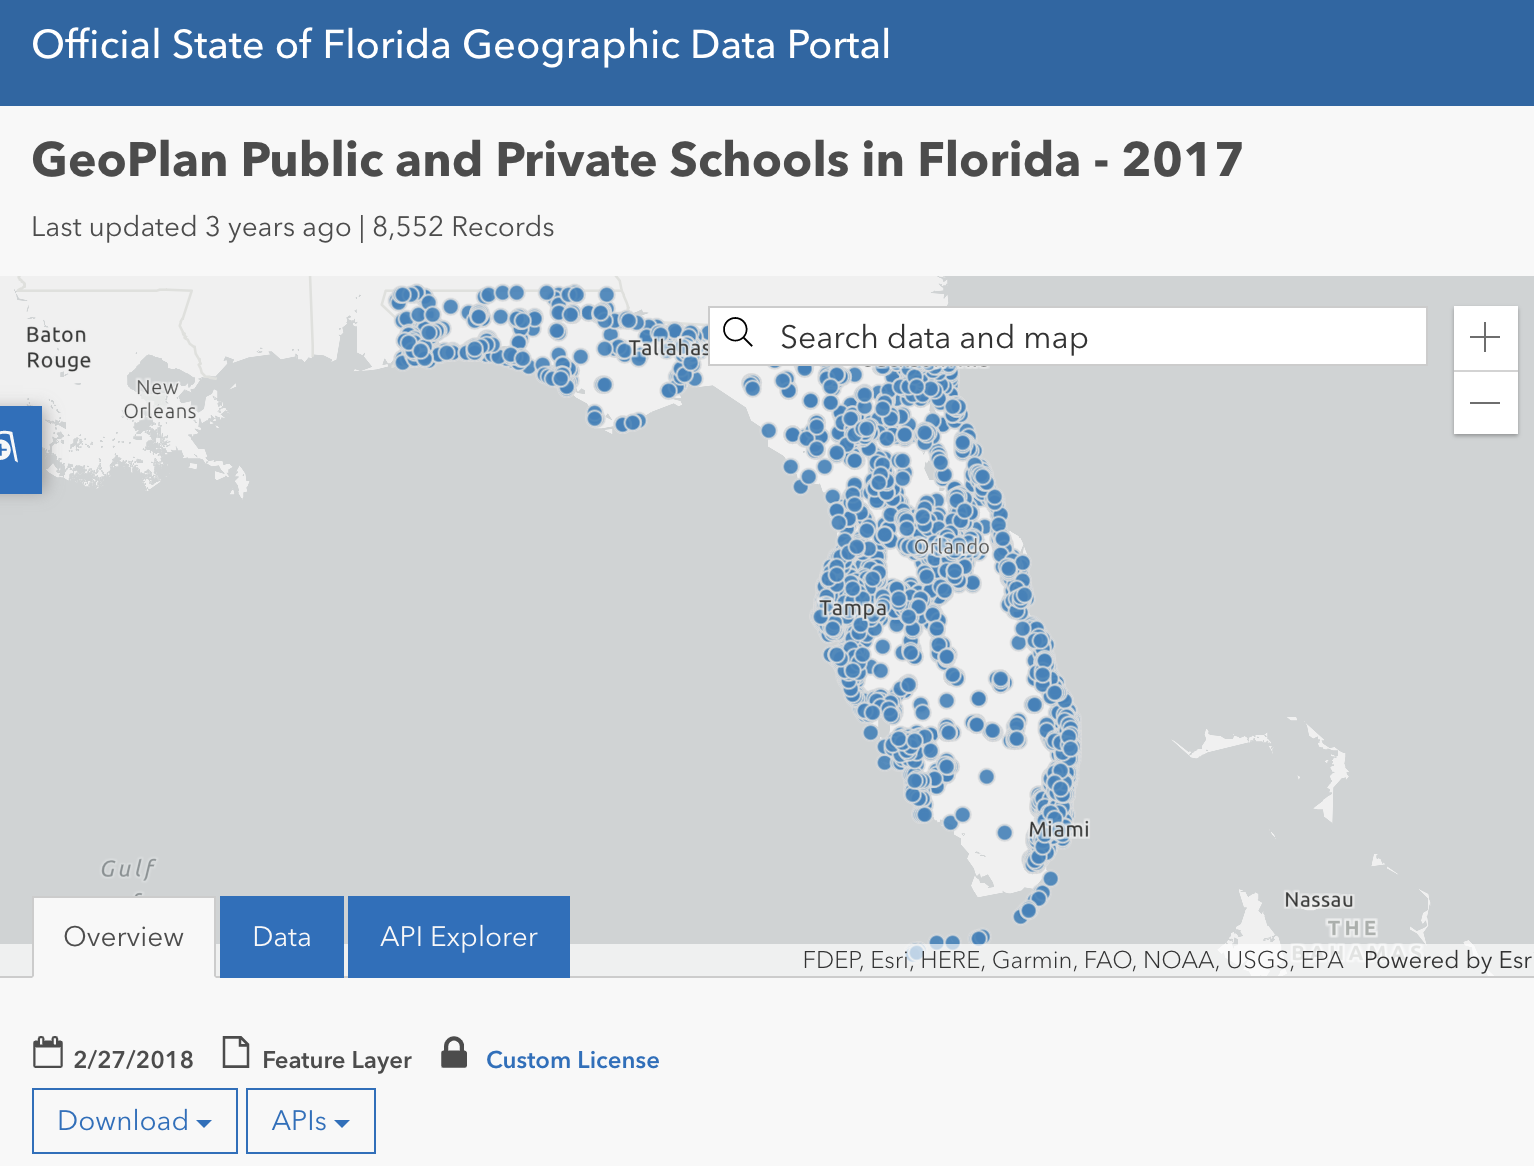 Official State of Florida Geographic Data Portal
GeoPlan Public and Private Schools in Florida - 2017
Last updated 3 years ago | 8,552 Records
Baton
Rouge
New
Orleans
Tallahas
Search data and map
Orlando
Tampa
Miami
Gulf
Nassau
THE
BAHAMAS
Overview
Data
API Explorer
FDEP, Esri, HERE, Garmin, FAO, NOAA, USGS, EPA
Powered by Esr
2/27/2018
Feature Layer
Custom License
Download
APIs